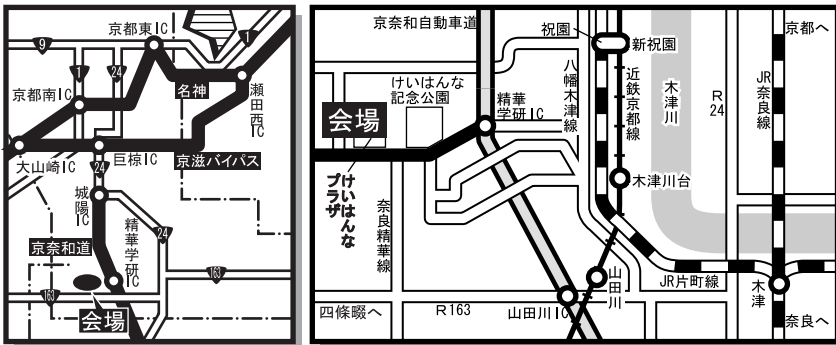 京都東IC
9
1
1
24
京都南IC
名神
瀬田西IC
大山崎IC
巨椋IC
京滋バイパス
24
城陽IC
精華学研IC
24
京奈和道
163
163
会場
京奈和自動車道
祝園
新祝園
京都へ
けいはんな
記念公園
精華
学研IC
八幡木津線
近鉄京都線
木津川
R
24
JR
奈良線
会場
けいはんな
プラザ
奈良精華線
木津川台
山田川
JR片町線
木津
四條畷へ
R163
山田川IC
奈良へ